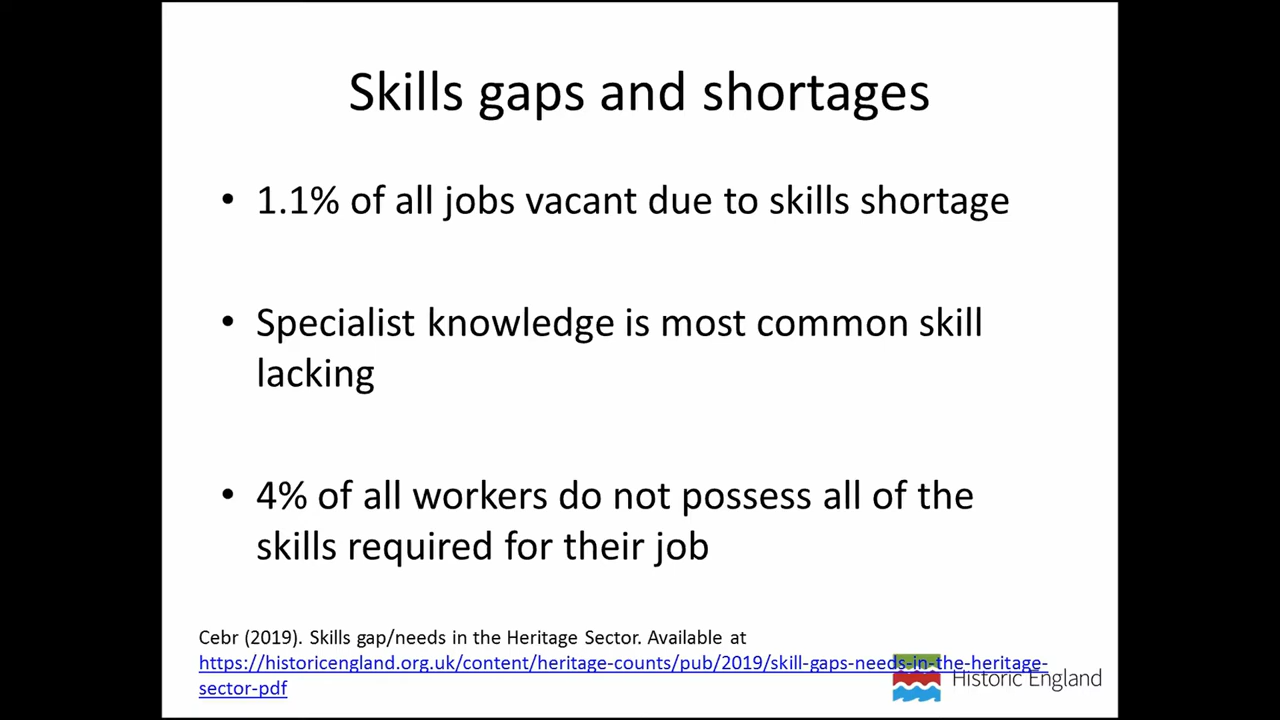 Skills gaps and shortages
• 1.1% of all jobs vacant due to skills shortage
• Specialist knowledge is most common skill
lacking
• 4% of all workers do not possess all of the
skills required for their job
Cebr (2019). Skills gap/needs in the Heritage Sector. Available at
https://historicengland.org.uk/content/heritage-counts/pub/2019/skill-gaps-needs-in-the-heritage-
sector-pdf
Historic England